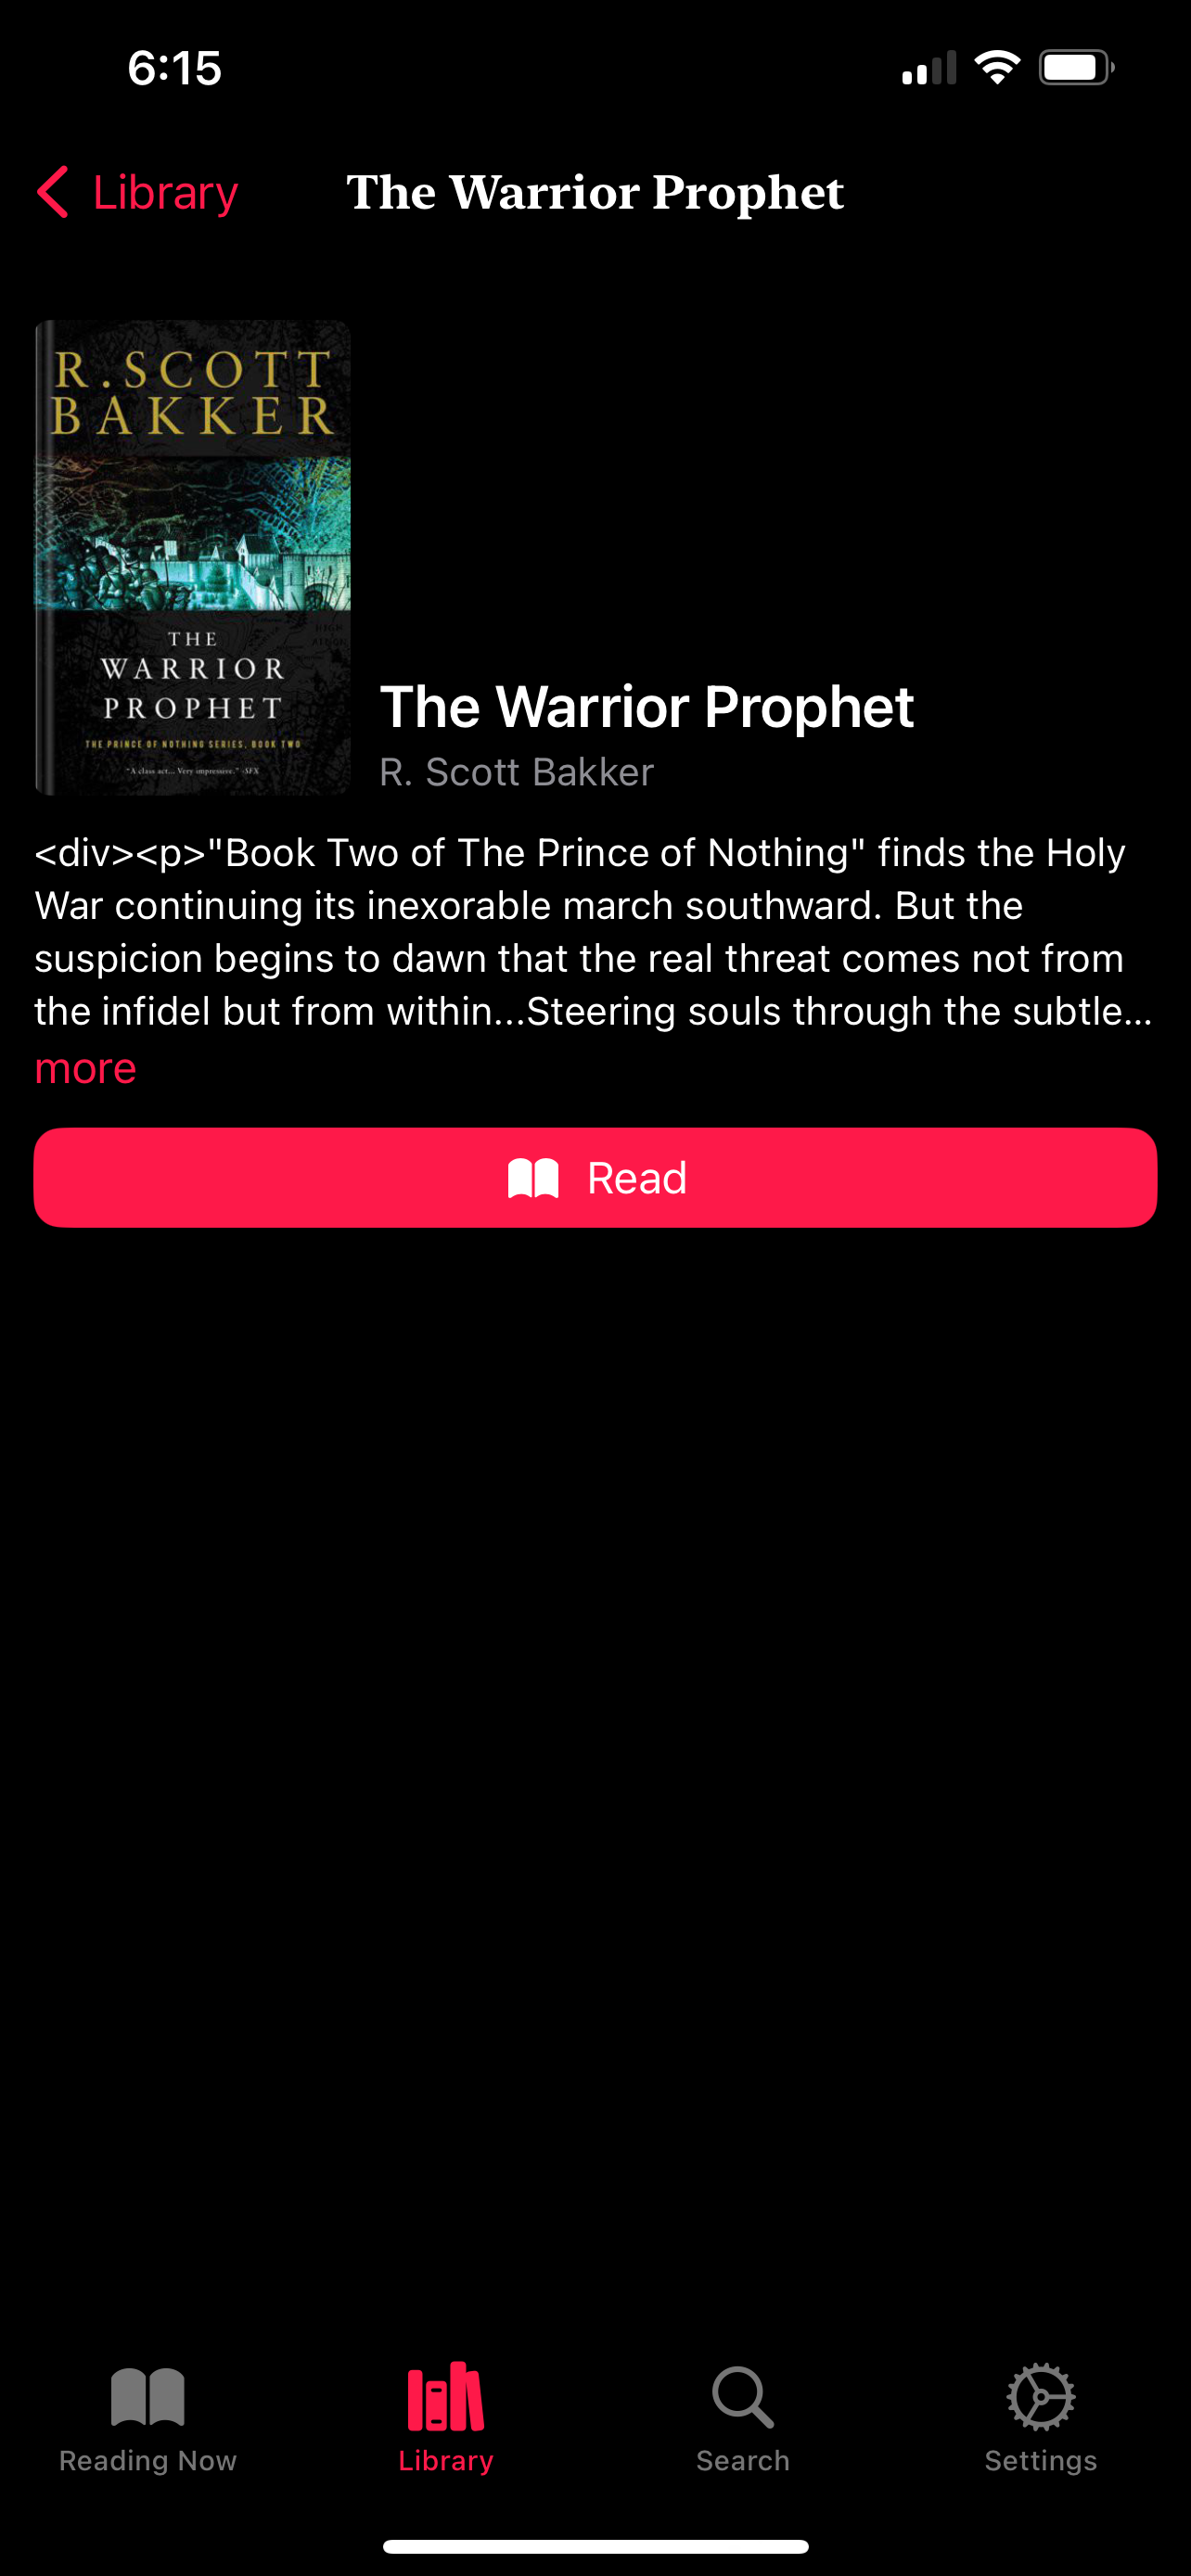 6:15
Library
The Warrior Prophet
R. SCOTT
BAKKER
THE
WARRIOR
PROPHET
THE PRINCE OF NOTHING SERIES, BOOK TWO
"A class act... Very impressive." -SFX
The Warrior Prophet
R. Scott Bakker
<div><p>"Book Two of The Prince of Nothing" finds the Holy
War continuing its inexorable march southward. But the
suspicion begins to dawn that the real threat comes not from
the infidel but from within...Steering souls through the subtle...
more
Read
Reading Now
Library
Search
Settings